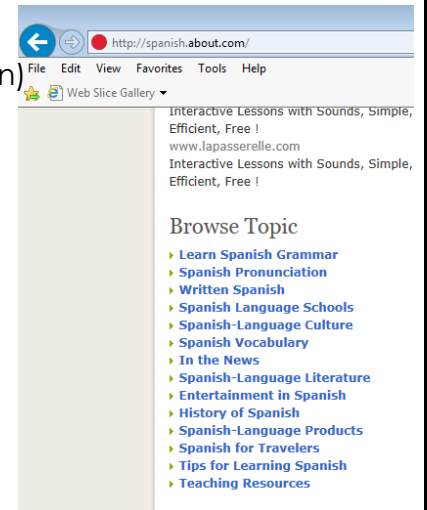 http://spanish.about.com/
n)
File Edit View Favorites Tools Help
Web Slice Gallery
Interactive Lessons with Sounds, Simple,
Efficient, Free !
www.lapasserelle.com
Interactive Lessons with Sounds, Simple,
Efficient, Free !
Browse Topic
Learn Spanish Grammar
Spanish Pronunciation
Written Spanish
Spanish Language Schools
Spanish-Language Culture
Spanish Vocabulary
In the News
Spanish-Language Literature
Entertainment in Spanish
History of Spanish
Spanish-Language Products
Spanish for Travelers
Tips for Learning Spanish
Teaching Resources